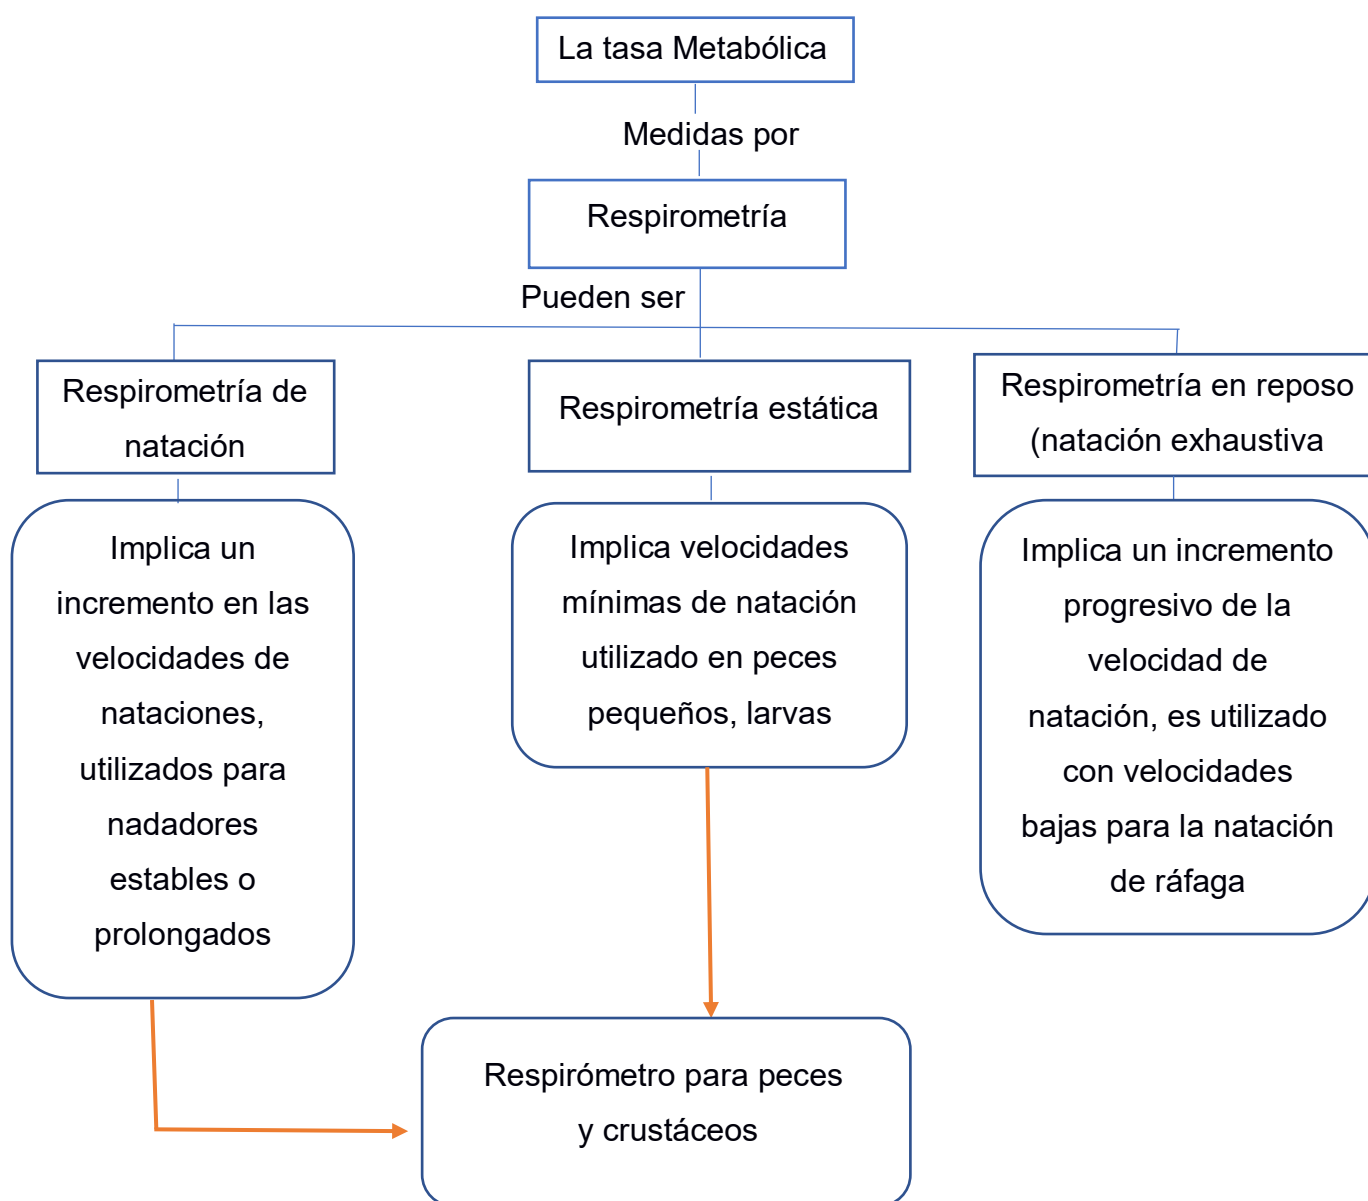 La tasa Metabólica
Medidas por
Respirometría
Pueden ser
Respirometría de
natación
Implica un
incremento en las
velocidades de
nataciones,
utilizados para
nadadores
estables o
prolongados
Respirometría estática
Implica velocidades
mínimas de natación
utilizado en peces
pequeños, larvas
Respirometría en reposo
(natación exhaustiva
Implica un incremento
progresivo de la
velocidad de
natación, es utilizado
con velocidades
bajas para la natación
de ráfaga
Respirómetro para peces
y crustáceos